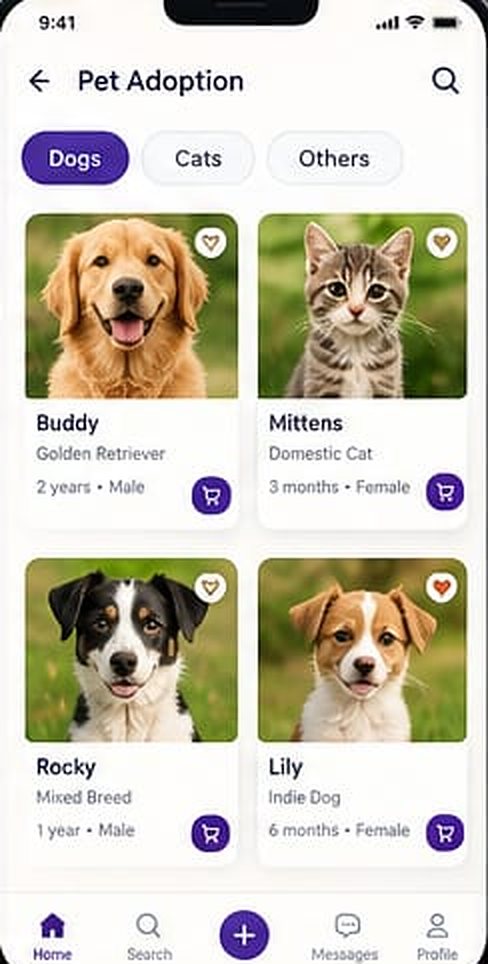 9:41
Pet Adoption
Dogs Cats Others
Buddy
Golden Retriever
2 years • Male
Mittens
Domestic Cat
3 months • Female
Rocky
Mixed Breed
1 year • Male
Lily
Indie Dog
6 months • Female
Home Search Messages Profile